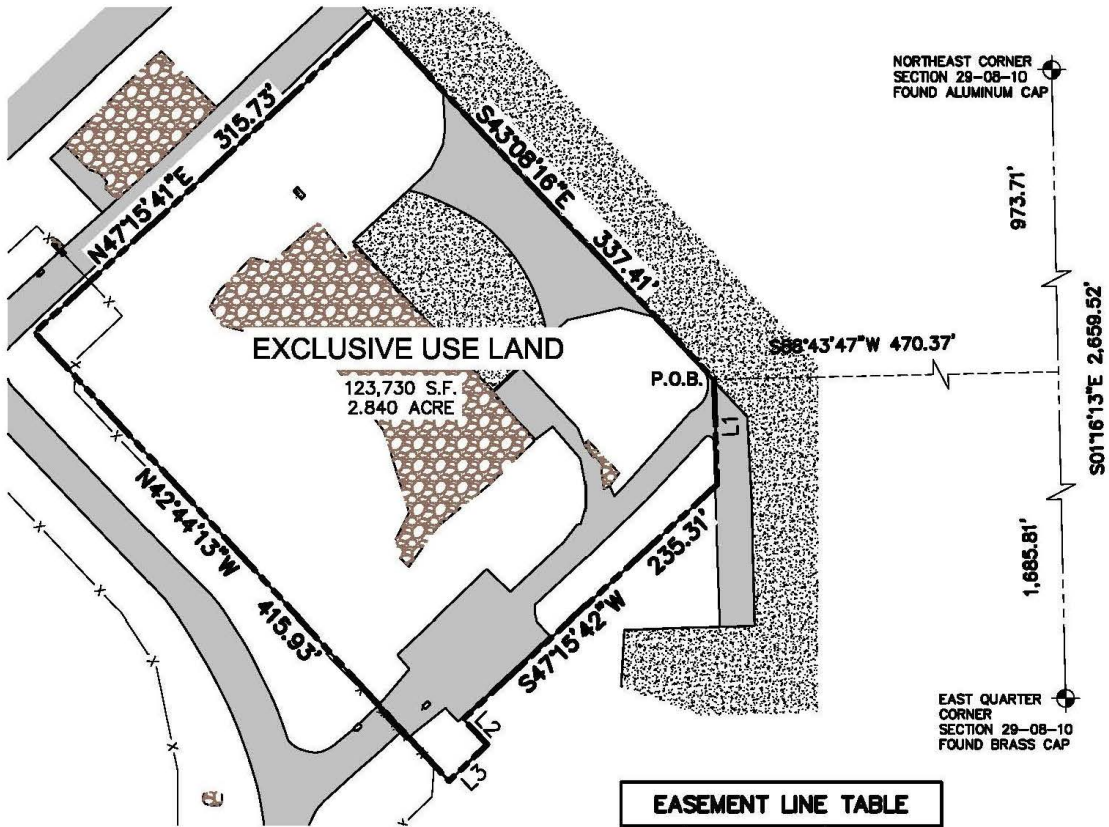 NORTHEAST CORNER
SECTION 29-08-10
FOUND ALUMINUM CAP
315.73'
N47°15'41"E
S43°08'16"E
337.41'
973.71'
S01°16'13"E 2,659.52'
EXCLUSIVE USE LAND
123,730 S.F.
2.840 ACRE
P.O.B.
S88°43'47"W 470.37'
L1
N42°44'13"W
415.93'
235.31'
S47°15'42"W
1,685.81'
L2
L3
EAST QUARTER
CORNER
SECTION 29-08-10
FOUND BRASS CAP
EASEMENT LINE TABLE